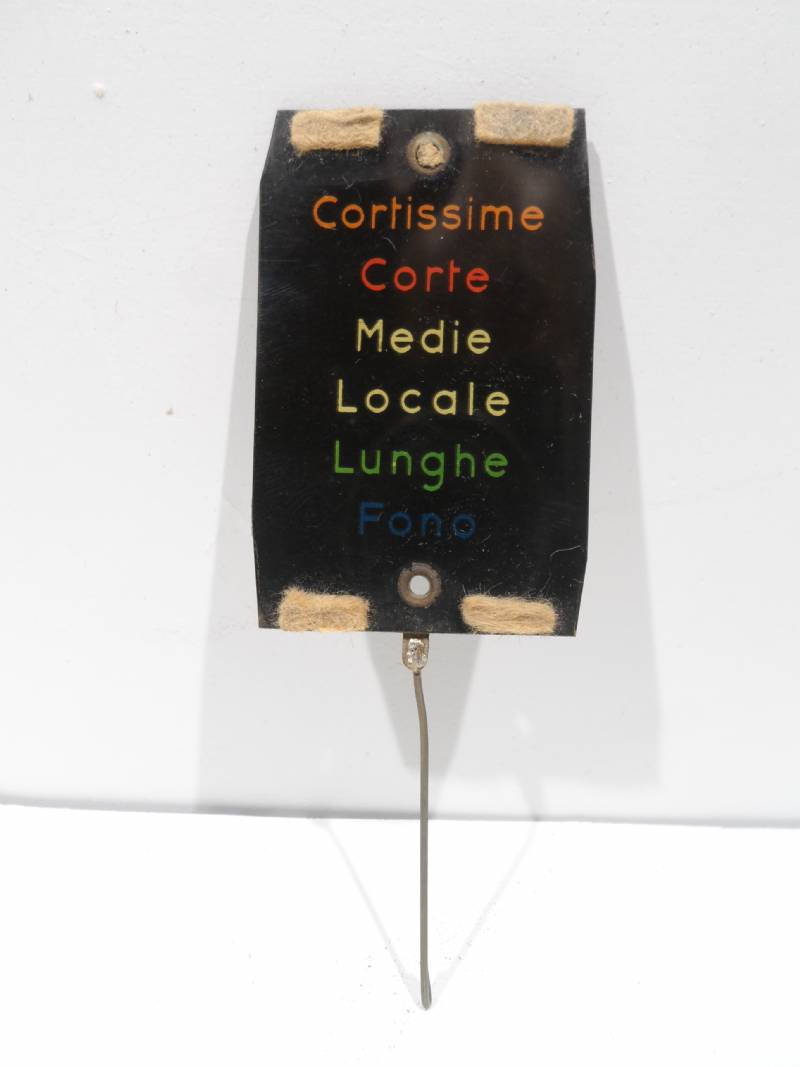 Cortissime
Corte
Medie
Locale
Lunghe
Fono